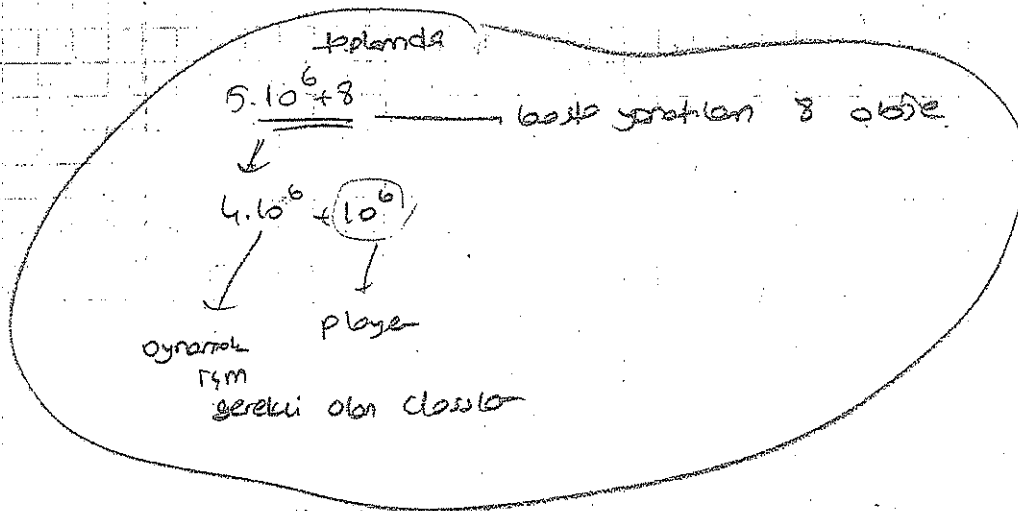 toplamda
5.10^6+8 başta yaratılan 8 obje
4.10^6 + 10^6
oynamak player
için
gerekli olan classlar